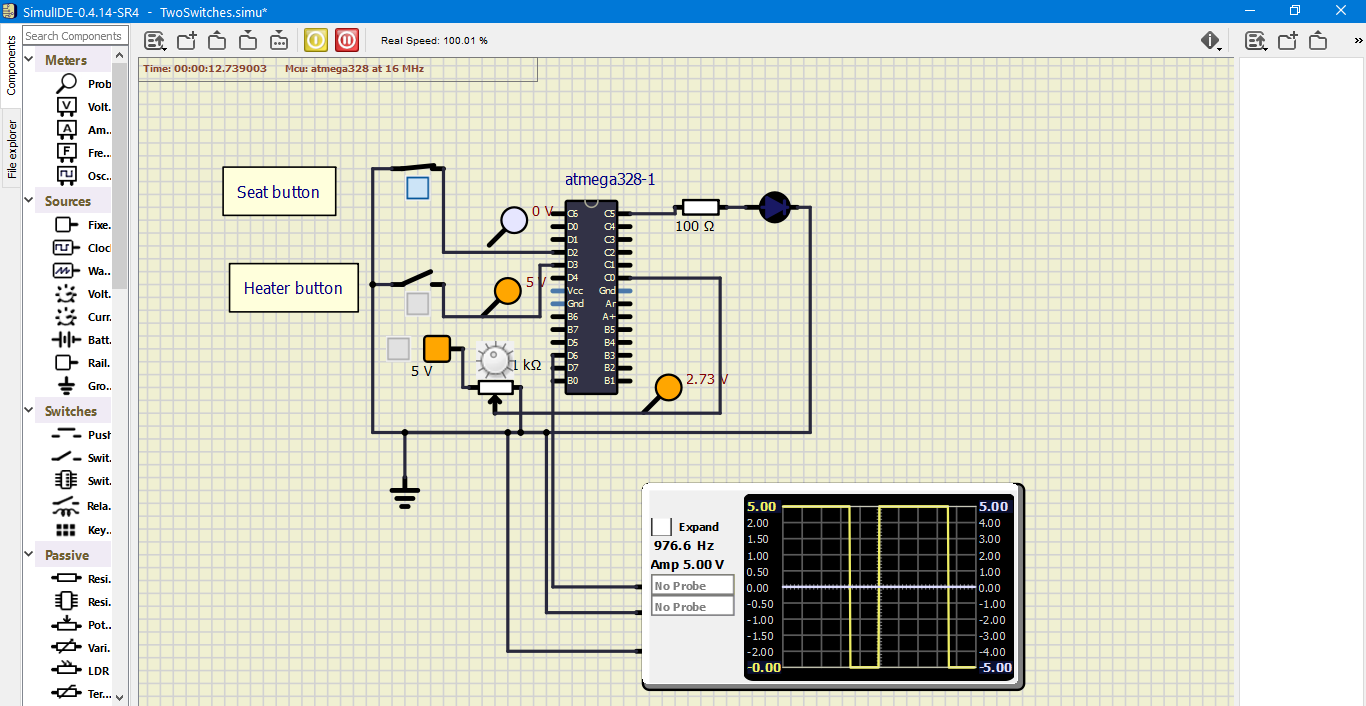 SimulIDE-0.4.14-SR4 - TwoSwitches.simu*
Components
File explorer
Search Components
Meters
Prob
Volt.
Am..
Fre...
Osc..
Sources
Fixe.
Cloc
Wa...
Volt.
Curr.
Batt.
Rail.
Gro...
Switches
Push
Swit.
Swit.
Rela.
Key..
Passive
Resi.
Resi.
Pot..
Vari.
LDR
Ter...
Real Speed: 100.01 %
»
Time: 00:00:12.739003 Mcu: atmega328 at 16 MHz
Seat button
Heater button
atmega328-1
0 V
5 V
5 V
1 kΩ
100 Ω
2.73 V
C6 C5
D0 C4
D1 C3
D2 C2
D3 C1
D4 C0
Vcc Gnd
Gnd Ar
B6 A+
B7 B5
D5 B4
D6 B3
D7 B2
B0 B1
Expand
976.6 Hz
Amp 5.00 V
No Probe
No Probe
5.00 5.00
2.00 4.00
1.50 3.00
1.00 2.00
0.50 1.00
0.00 0.00
-0.50 -1.00
-1.00 -2.00
-1.50 -3.00
-2.00 -4.00
-0.00 -5.00